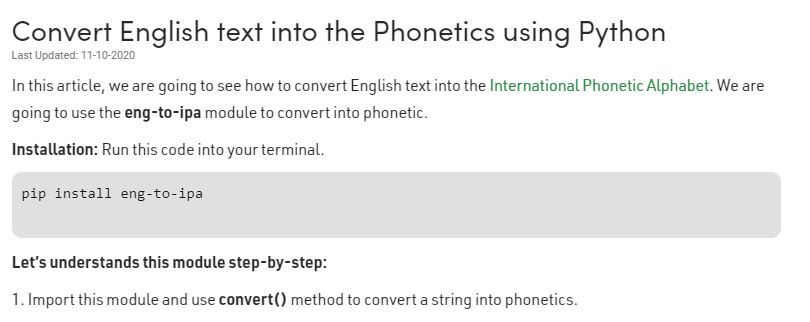 Convert English text into the Phonetics using Python
Last Updated: 11-10-2020
In this article, we are going to see how to convert English text into the International Phonetic Alphabet. We are
going to use the eng-to-ipa module to convert into phonetic.
Installation: Run this code into your terminal.
pip install eng-to-ipa
Let's understands this module step-by-step:
1. Import this module and use convert() method to convert a string into phonetics.